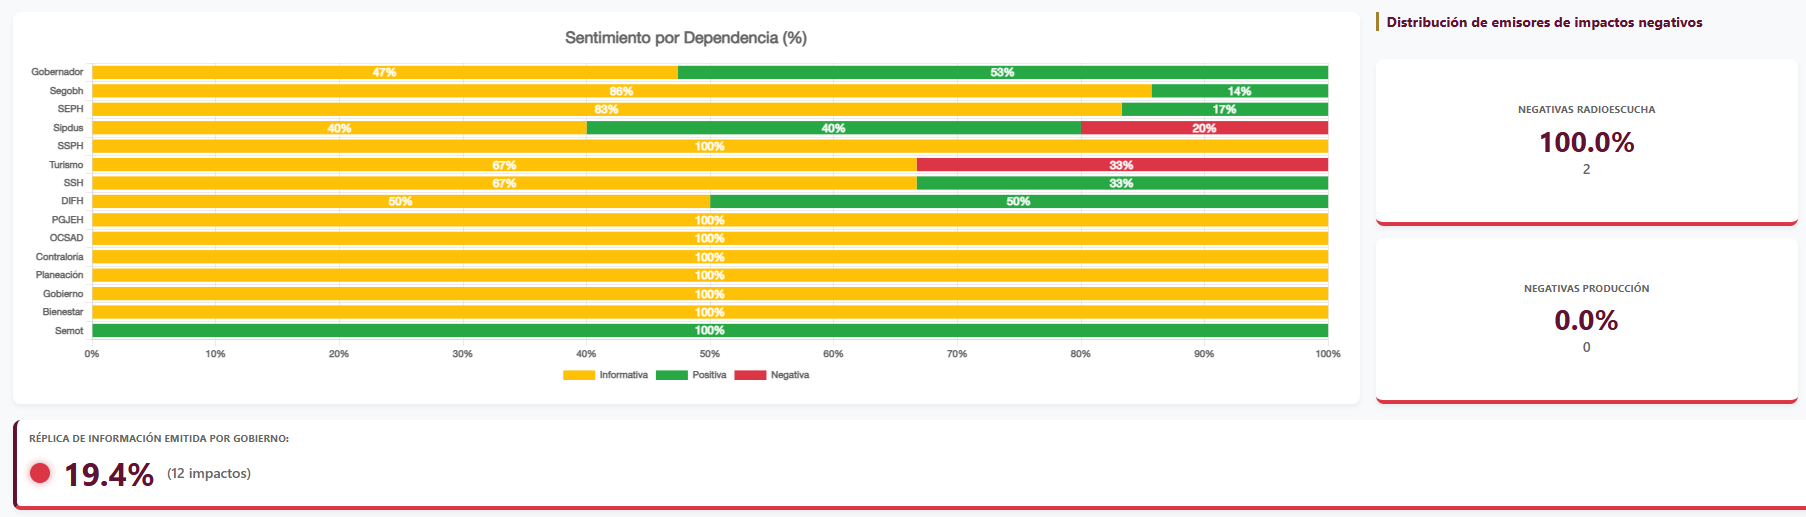 Sentimiento por Dependencia (%)
Gobernador 47% 53%
Segobh 86% 14%
SEPH 83% 17%
Sipdus 40% 40% 20%
SSPH 100%
Turismo 67% 33%
SSH 67% 33%
DIFH 50% 50%
PGJEH 100%
OCSAD 100%
Contraloría 100%
Planeación 100%
Gobierno 100%
Bienestar 100%
Semot 100%
0% 10% 20% 30% 40% 50% 60% 70% 80% 90% 100%
Informativa Positiva Negativa
Distribución de emisores de impactos negativos
NEGATIVAS RADIOESCUCHA
100.0%
2
NEGATIVAS PRODUCCIÓN
0.0%
0
RÉPLICA DE INFORMACIÓN EMITIDA POR GOBIERNO:
19.4% (12 impactos)